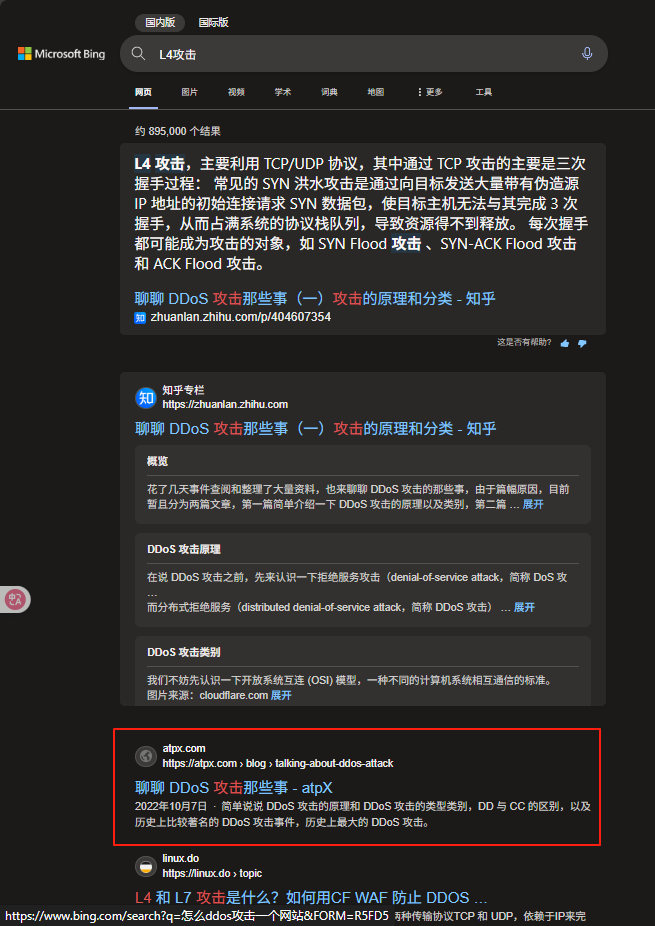 国内版 国际版
Microsoft Bing
L4攻击
网页 图片 视频 学术 词典 地图 更多 工具
约 895,000 个结果
L4 攻击，主要利用 TCP/UDP 协议，其中通过 TCP 攻击的主要是三次
握手过程： 常见的 SYN 洪水攻击是通过向目标发送大量带有伪造源
IP 地址的初始连接请求 SYN 数据包，使目标主机无法与其完成 3 次
握手，从而占满系统的协议栈队列，导致资源得不到释放。 每次握手
都可能成为攻击的对象，如 SYN Flood 攻击 、SYN-ACK Flood 攻击
和 ACK Flood 攻击。
聊聊 DDoS 攻击那些事（一）攻击的原理和分类 - 知乎
知 zhuanlan.zhihu.com/p/404607354
这是否有帮助?
知
知乎专栏
https://zhuanlan.zhihu.com
聊聊 DDoS 攻击那些事（一）攻击的原理和分类 - 知乎
概览
花了几天事件查阅和整理了大量资料，也来聊聊 DDoS 攻击的那些事，由于篇幅原因，目前
暂且分为两篇文章，第一篇简单介绍一下 DDoS 攻击的原理以及类别，第二篇 … 展开
DDoS 攻击原理
在说 DDoS 攻击之前，先来认识一下拒绝服务攻击（denial-of-service attack，简称 DoS 攻
…
而分布式拒绝服务（distributed denial-of-service attack，简称 DDoS 攻击） … 展开
DDoS 攻击类别
我们不妨先认识一下开放系统互连 (OSI) 模型，一种不同的计算机系统相互通信的标准。
图片来源：cloudflare.com 展开
中
A
atpx.com
https://atpx.com › blog › talking-about-ddos-attack
聊聊 DDoS 攻击那些事 - atpX
2022年10月7日 · 简单说说 DDoS 攻击的原理和 DDoS 攻击的类型类别，DD 与 CC 的区别，以及
历史上比较著名的 DDoS 攻击事件，历史上最大的 DDoS 攻击。
linux.do
https://linux.do › topic
L4 和 L7 攻击是什么？如何用CF WAF 防止 DDOS …
https://www.bing.com/search?q=怎么ddos攻击一个网站&FORM=R5FD5 两种传输协议TCP 和 UDP，依赖于IP来完